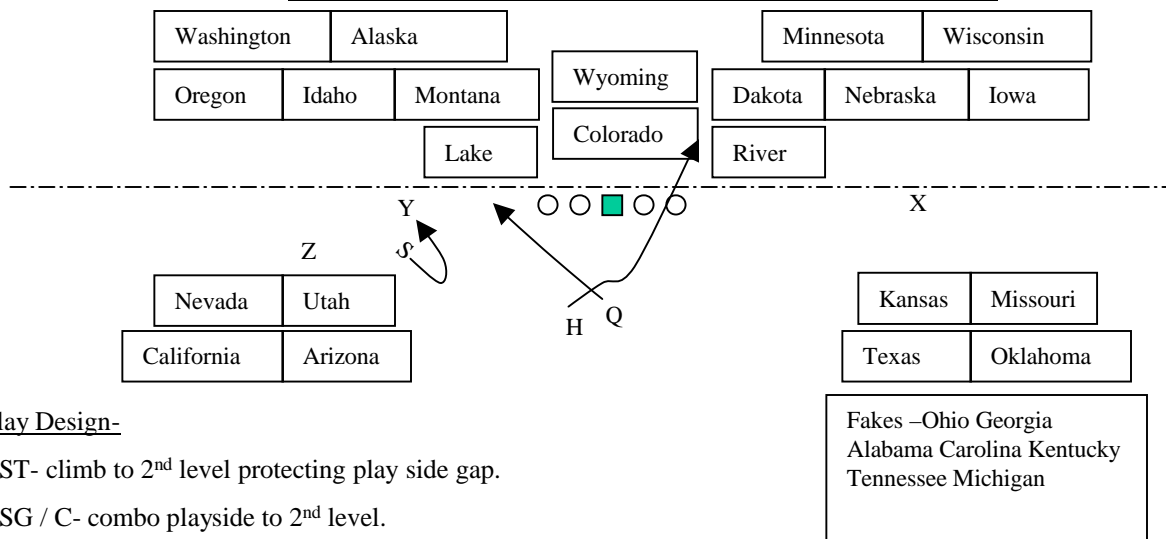 Washington Alaska Minnesota Wisconsin
Wyoming
Oregon Idaho Montana Dakota Nebraska Iowa
Colorado
Lake River
Y X
S
Z
Nevada Utah Kansas Missouri
H Q
California Arizona Texas Oklahoma
lay Design-
ST- climb to 2nd level protecting play side gap.
SG / C- combo playside to 2nd level.
Fakes –Ohio Georgia
Alabama Carolina Kentucky
Tennessee Michigan